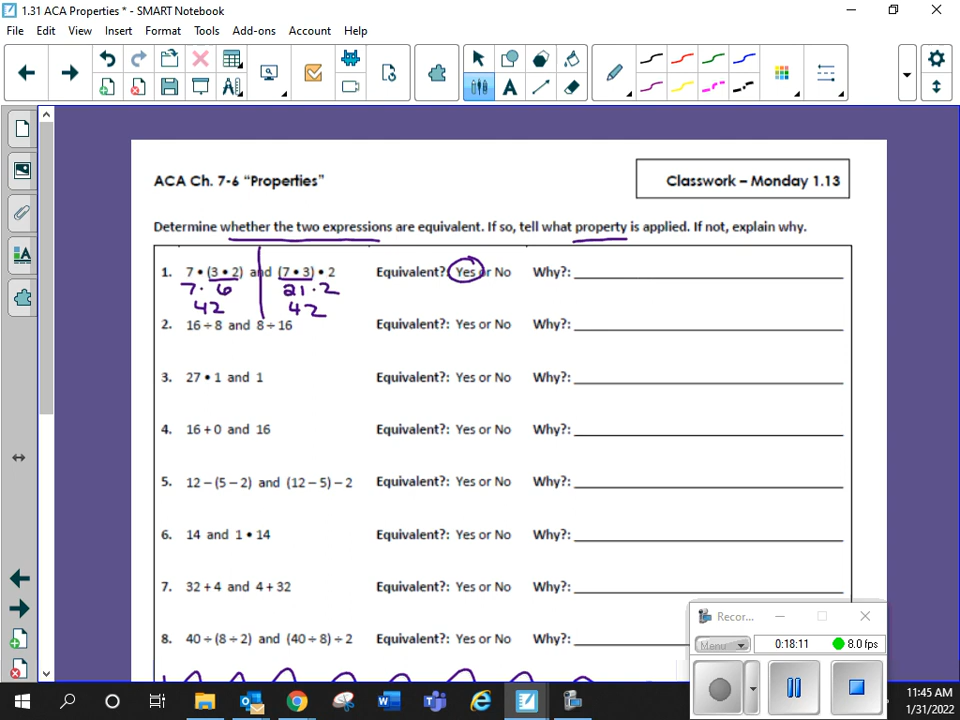 1.31 ACA Properties * - SMART Notebook
File Edit View Insert Format Tools Add-ons Account Help
ACA Ch. 7-6 “Properties”
Classwork – Monday 1.13
Determine whether the two expressions are equivalent. If so, tell what property is applied. If not, explain why.
1. 7 • (3 • 2) and (7 • 3) • 2 Equivalent?: Yes or No Why?:
7 · 6 21 · 2
42 42
2. 16 ÷ 8 and 8 ÷ 16 Equivalent?: Yes or No Why?:
3. 27 • 1 and 1 Equivalent?: Yes or No Why?:
4. 16 + 0 and 16 Equivalent?: Yes or No Why?:
5. 12 – (5 – 2) and (12 – 5) – 2 Equivalent?: Yes or No Why?:
6. 14 and 1 • 14 Equivalent?: Yes or No Why?:
7. 32 + 4 and 4 + 32 Equivalent?: Yes or No Why?:
8. 40 ÷ (8 ÷ 2) and (40 ÷ 8) ÷ 2 Equivalent?: Yes or No Why?:
Recor...
Menu 0:18:11 8.0 fps
11:45 AM
1/31/2022